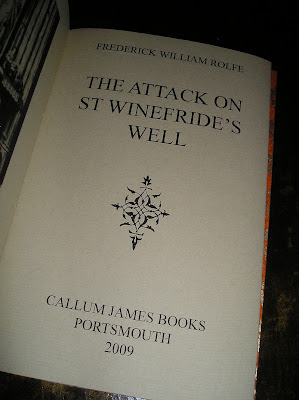 FREDERICK WILLIAM ROLFE
THE ATTACK ON
ST WINEFRIDE'S
WELL
CALLUM JAMES BOOKS
PORTSMOUTH
2009